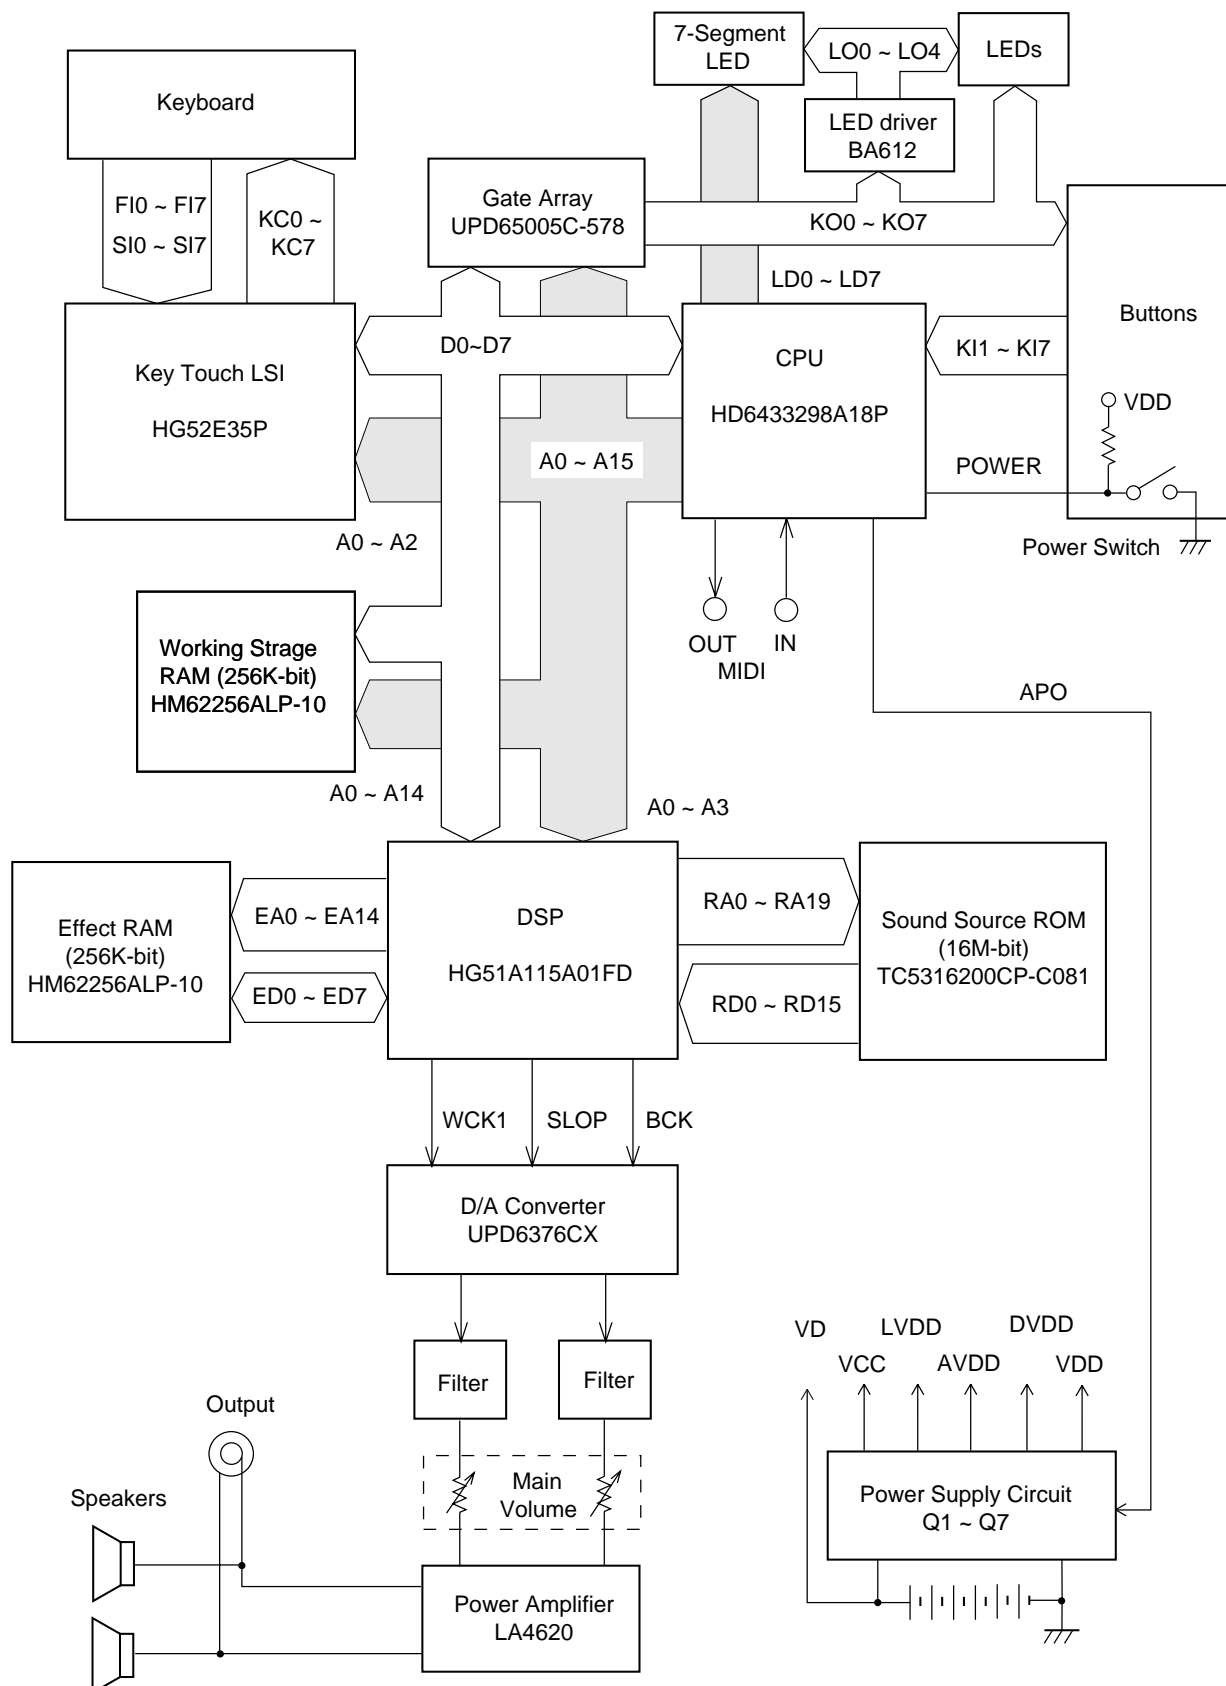 7-Segment
LED
LO0 ~ LO4
LEDs
Keyboard
LED driver
BA612
Gate Array
UPD65005C-578
FI0 ~ FI7
SI0 ~ SI7
KC0 ~
KC7
KO0 ~ KO7
LD0 ~ LD7
Buttons
D0~D7
KI1 ~ KI7
CPU
HD6433298A18P
Key Touch LSI
HG52E35P
VDD
A0 ~ A15
POWER
A0 ~ A2
Power Switch
OUT
IN
MIDI
Working Strage
RAM (256K-bit)
HM62256ALP-10
APO
A0 ~ A14
A0 ~ A3
Effect RAM
(256K-bit)
HM62256ALP-10
EA0 ~ EA14
ED0 ~ ED7
DSP
HG51A115A01FD
RA0 ~ RA19
RD0 ~ RD15
Sound Source ROM
(16M-bit)
TC5316200CP-C081
WCK1
SLOP
BCK
D/A Converter
UPD6376CX
VD
LVDD
DVDD
VCC
AVDD
VDD
Filter
Filter
Output
Main
Volume
Speakers
Power Supply Circuit
Q1 ~ Q7
Power Amplifier
LA4620